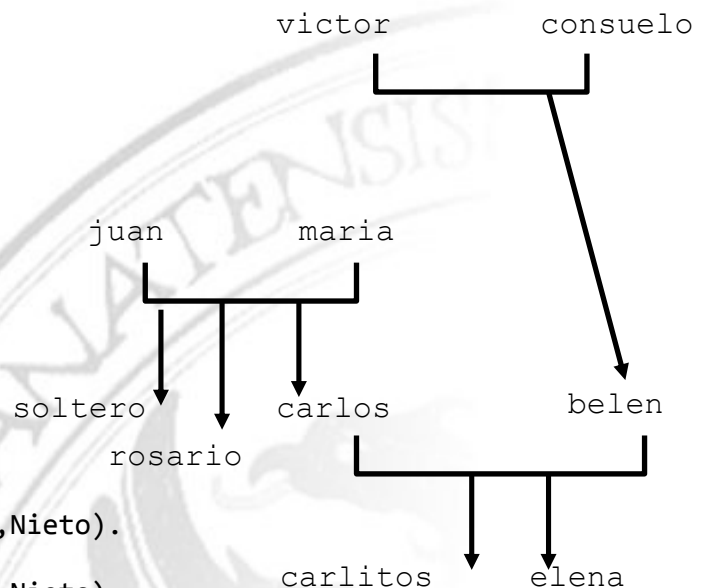 victor consuelo
juan maria
soltero carlos belen
rosario
,Nieto).
carlitos elena